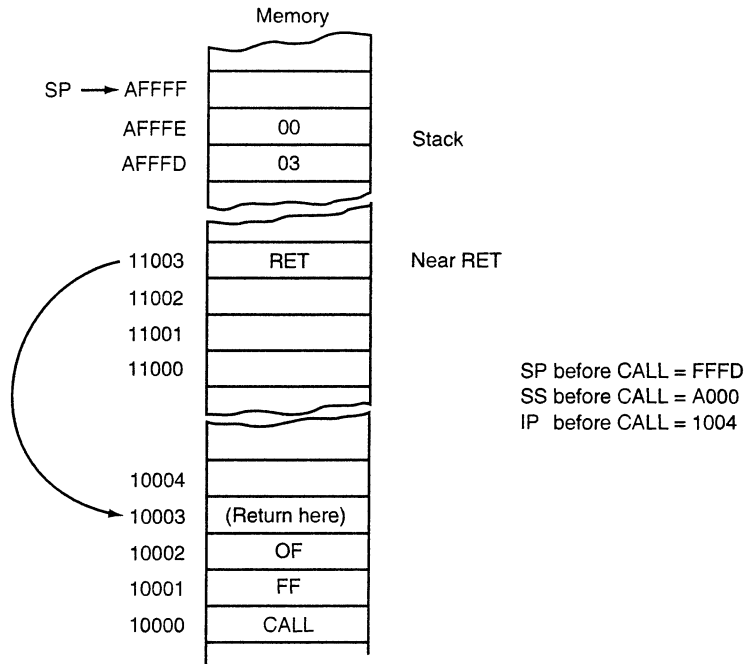 Memory
SP AFFFF
AFFFE 00
Stack
AFFFD 03
11003 RET Near RET
11002
11001
11000
SP before CALL = FFFD
SS before CALL = A000
IP before CALL = 1004
10004
10003 (Return here)
10002 OF
10001 FF
10000 CALL